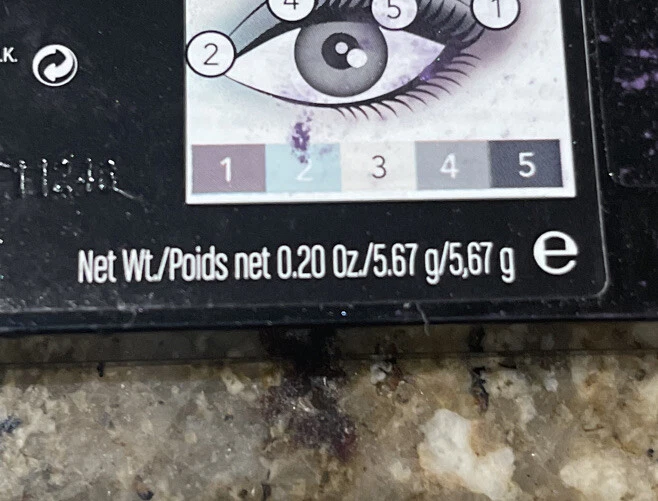 4 5 1
.K. 2
1 2 3 4 5
Net Wt./Poids net 0.20 Oz./5.67 g/5,67 g e